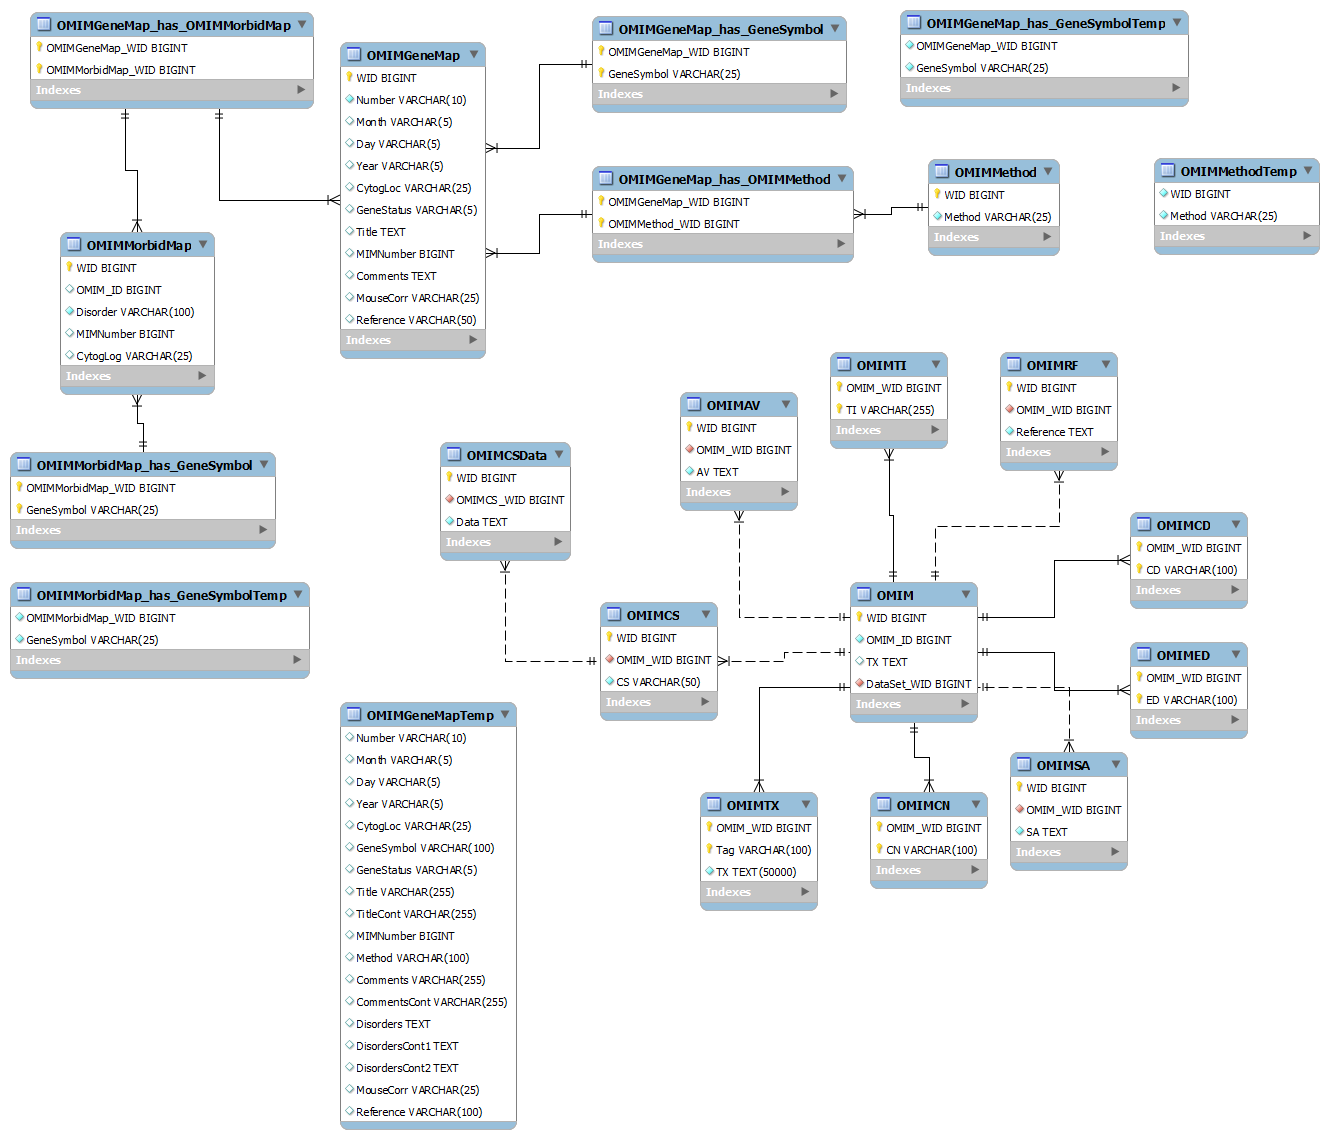 OMIMGeneMap_has_OMIMMorbidMap
OMIMGeneMap_WID BIGINT
OMIMMorbidMap_WID BIGINT
Indexes
OMIMGeneMap
WID BIGINT
Number VARCHAR(10)
Month VARCHAR(5)
Day VARCHAR(5)
Year VARCHAR(5)
CytogLoc VARCHAR(25)
GeneStatus VARCHAR(5)
Title TEXT
MIMNumber BIGINT
Comments TEXT
MouseCorr VARCHAR(25)
Reference VARCHAR(50)
Indexes
OMIMGeneMap_has_GeneSymbol
OMIMGeneMap_WID BIGINT
GeneSymbol VARCHAR(25)
Indexes
OMIMGeneMap_has_GeneSymbolTemp
OMIMGeneMap_WID BIGINT
GeneSymbol VARCHAR(25)
Indexes
OMIMGeneMap_has_OMIMMethod
OMIMGeneMap_WID BIGINT
OMIMMethod_WID BIGINT
Indexes
OMIMMethod
WID BIGINT
Method VARCHAR(25)
Indexes
OMIMMethodTemp
WID BIGINT
Method VARCHAR(25)
Indexes
OMIMMorbidMap
WID BIGINT
OMIM_ID BIGINT
Disorder VARCHAR(100)
MIMNumber BIGINT
CytogLog VARCHAR(25)
Indexes
OMIMMorbidMap_has_GeneSymbol
OMIMMorbidMap_WID BIGINT
GeneSymbol VARCHAR(25)
Indexes
OMIMMorbidMap_has_GeneSymbolTemp
OMIMMorbidMap_WID BIGINT
GeneSymbol VARCHAR(25)
Indexes
OMIMCSData
WID BIGINT
OMIMCS_WID BIGINT
Data TEXT
Indexes
OMIMAV
WID BIGINT
OMIM_WID BIGINT
AV TEXT
Indexes
OMIMTI
OMIM_WID BIGINT
TI VARCHAR(255)
Indexes
OMIMRF
WID BIGINT
OMIM_WID BIGINT
Reference TEXT
Indexes
OMIMCD
OMIM_WID BIGINT
CD VARCHAR(100)
Indexes
OMIMCS
WID BIGINT
OMIM_WID BIGINT
CS VARCHAR(50)
Indexes
OMIM
WID BIGINT
OMIM_ID BIGINT
TX TEXT
DataSet_WID BIGINT
Indexes
OMIMED
OMIM_WID BIGINT
ED VARCHAR(100)
Indexes
OMIMGeneMapTemp
Number VARCHAR(10)
Month VARCHAR(5)
Day VARCHAR(5)
Year VARCHAR(5)
CytogLoc VARCHAR(25)
GeneSymbol VARCHAR(100)
GeneStatus VARCHAR(5)
Title VARCHAR(255)
TitleCont VARCHAR(255)
MIMNumber BIGINT
Method VARCHAR(100)
Comments VARCHAR(255)
CommentsCont VARCHAR(255)
Disorders TEXT
DisordersCont1 TEXT
DisordersCont2 TEXT
MouseCorr VARCHAR(25)
Reference VARCHAR(100)
OMIMTX
OMIM_WID BIGINT
Tag VARCHAR(100)
TX TEXT(50000)
Indexes
OMIMCN
OMIM_WID BIGINT
CN VARCHAR(100)
Indexes
OMIMSA
WID BIGINT
OMIM_WID BIGINT
SA TEXT
Indexes